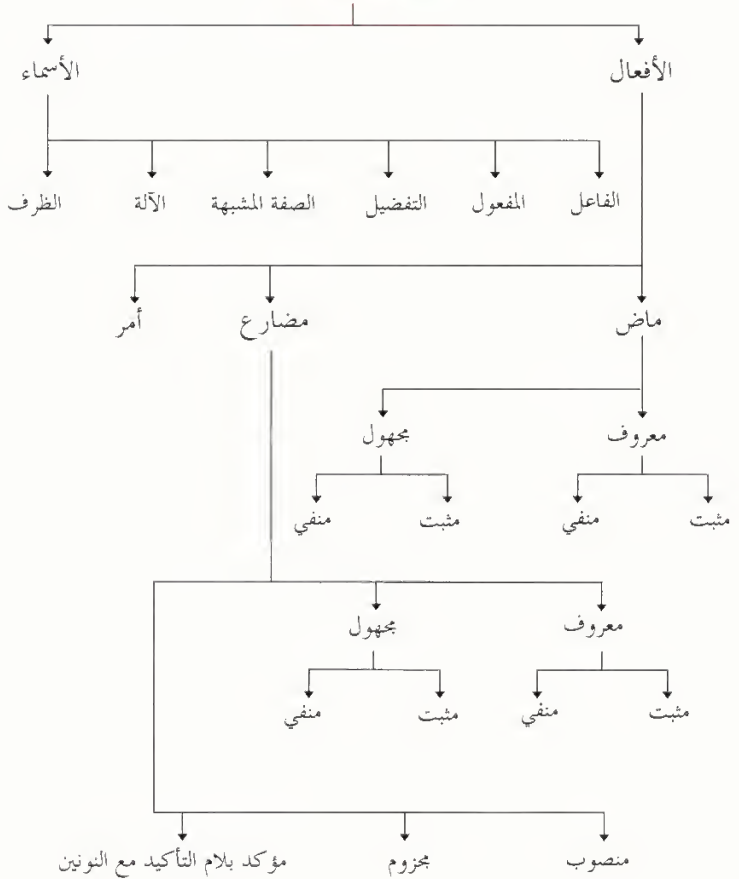 الأفعال الأسماء
الفاعل المفعول التفضيل الصفة المشبهة الآلة الظرف
ماض مضارع أمر
معروف مجهول
مثبت منفي مثبت منفي
معروف مجهول
مثبت منفي مثبت منفي
منصوب مجزوم مؤكد بلام التأكيد مع النونين